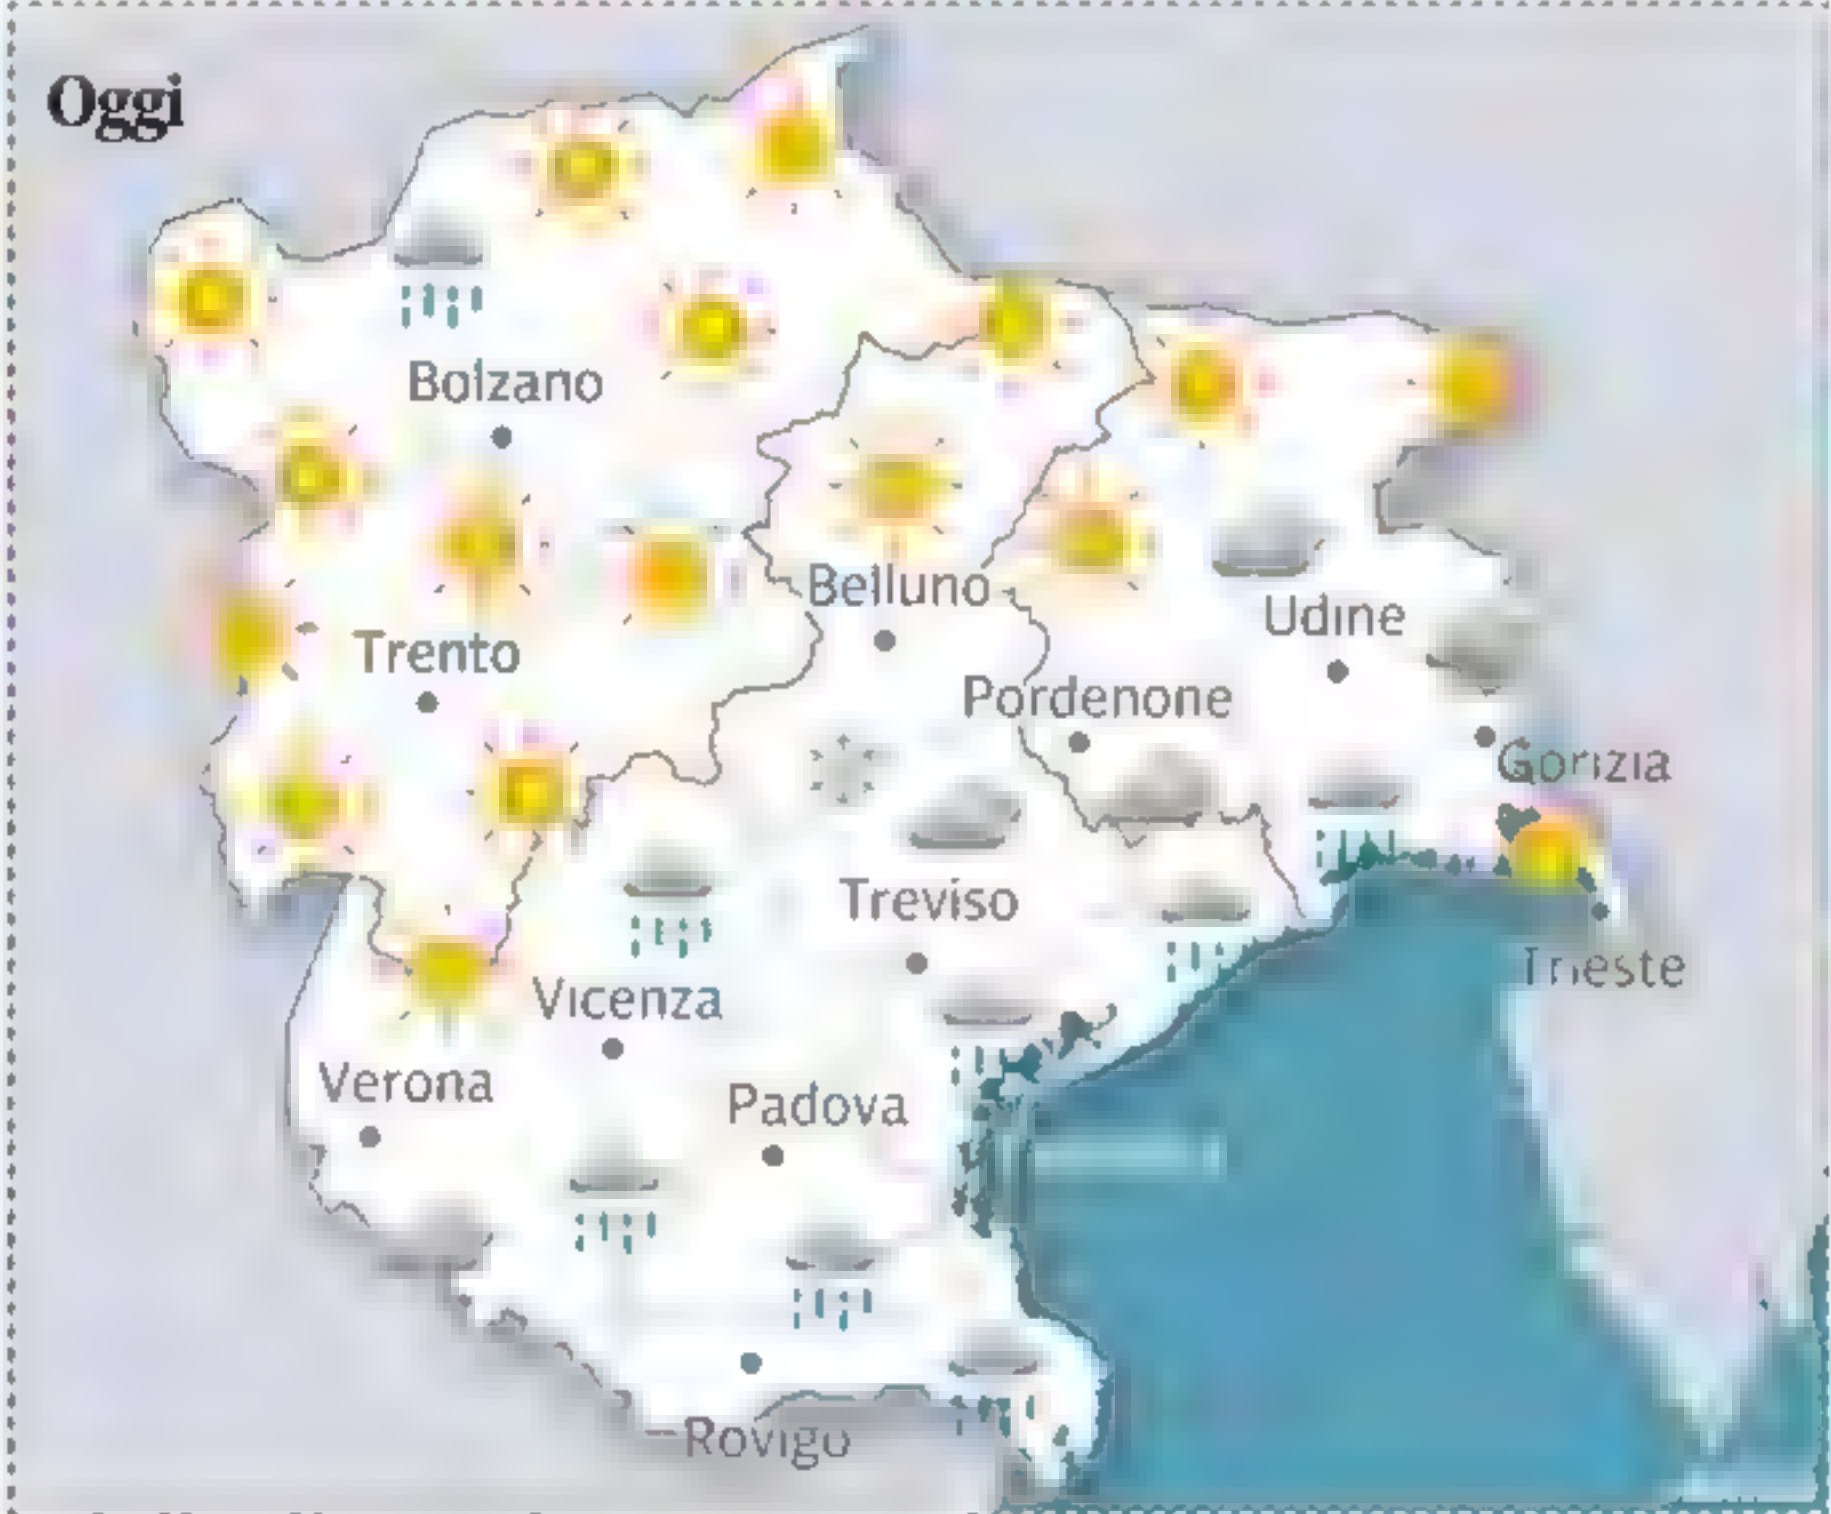 Oggi
Bolzano
Belluno
Udine
Trento
Pordenone
Gorizia
Treviso
Trieste
Vicenza
Verona
Padova
Rovigo